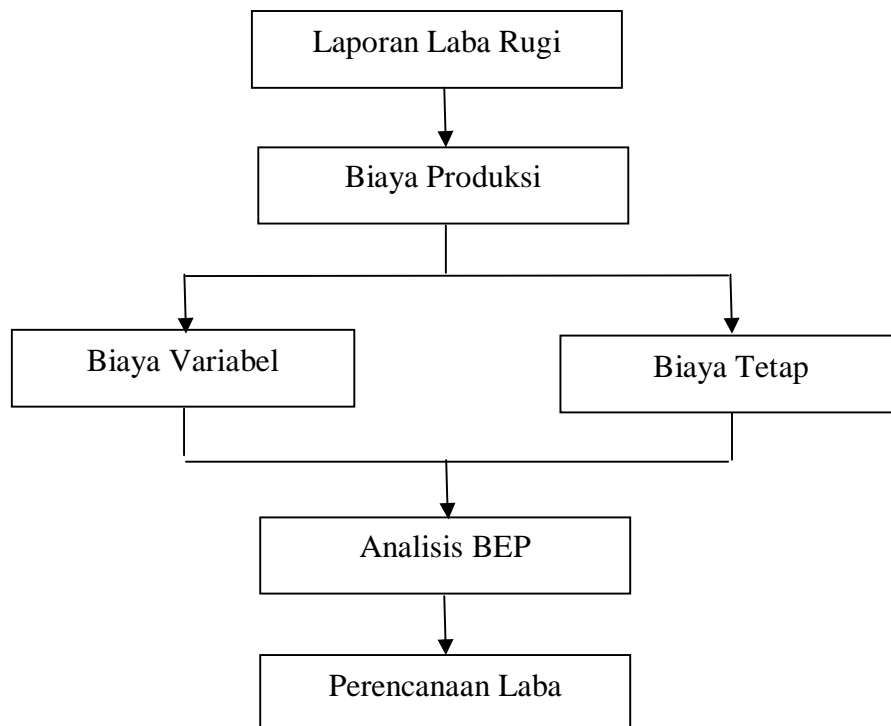 Laporan Laba Rugi
Biaya Produksi
Biaya Variabel
Biaya Tetap
Analisis BEP
Perencanaan Laba